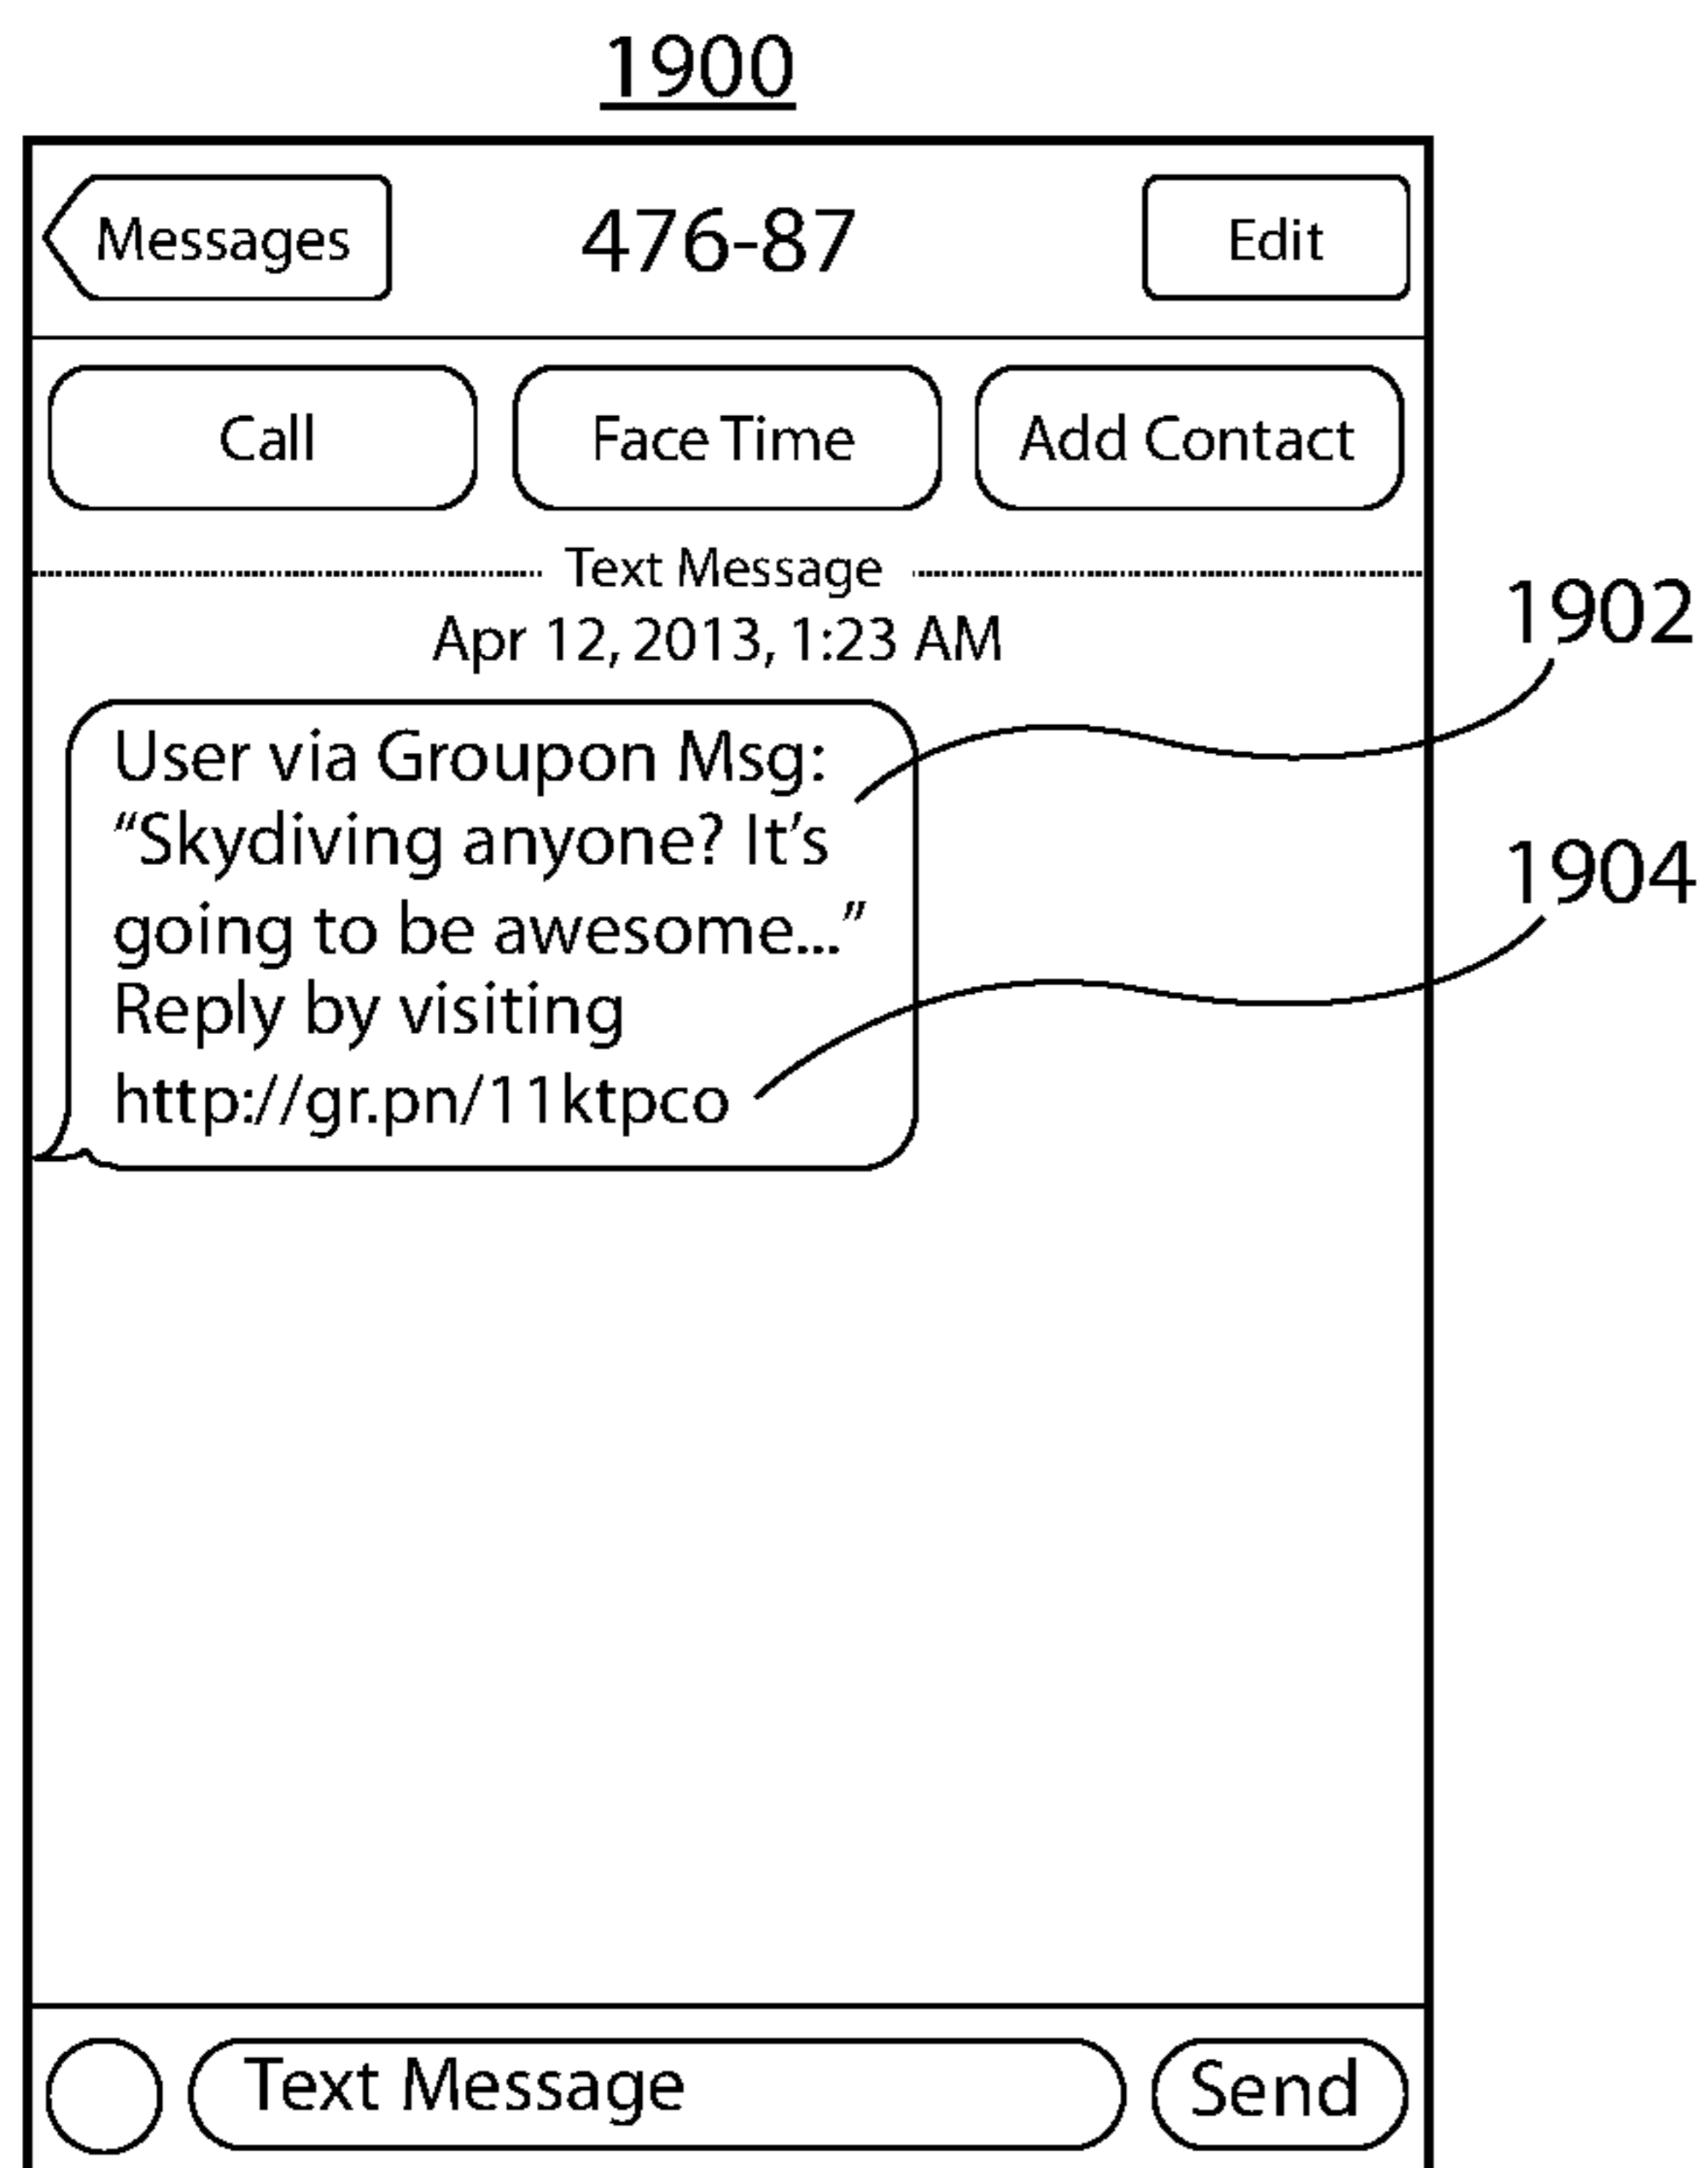 1900
Messages 476-87 Edit
Call Face Time Add Contact
Text Message
Apr 12, 2013, 1:23 AM
1902
User via Groupon Msg:
“Skydiving anyone? It’s
1904
going to be awesome...”
Reply by visiting
http://gr.pn/11ktpco
Text Message Send